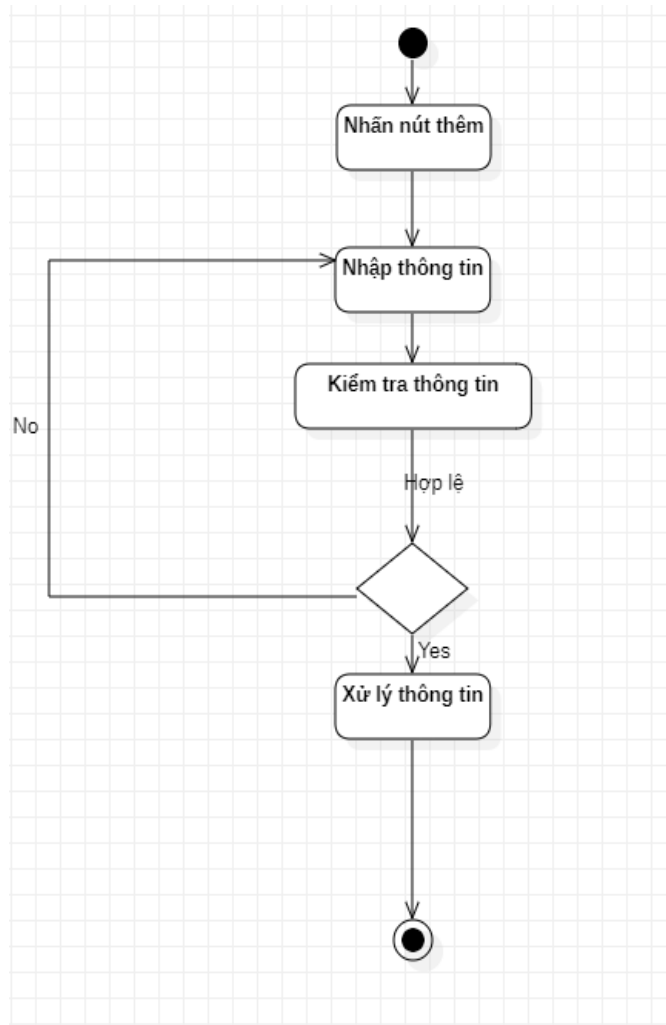 Nhấn nút thêm
Nhập thông tin
Kiểm tra thông tin
No
Hợp lệ
Yes
Xử lý thông tin